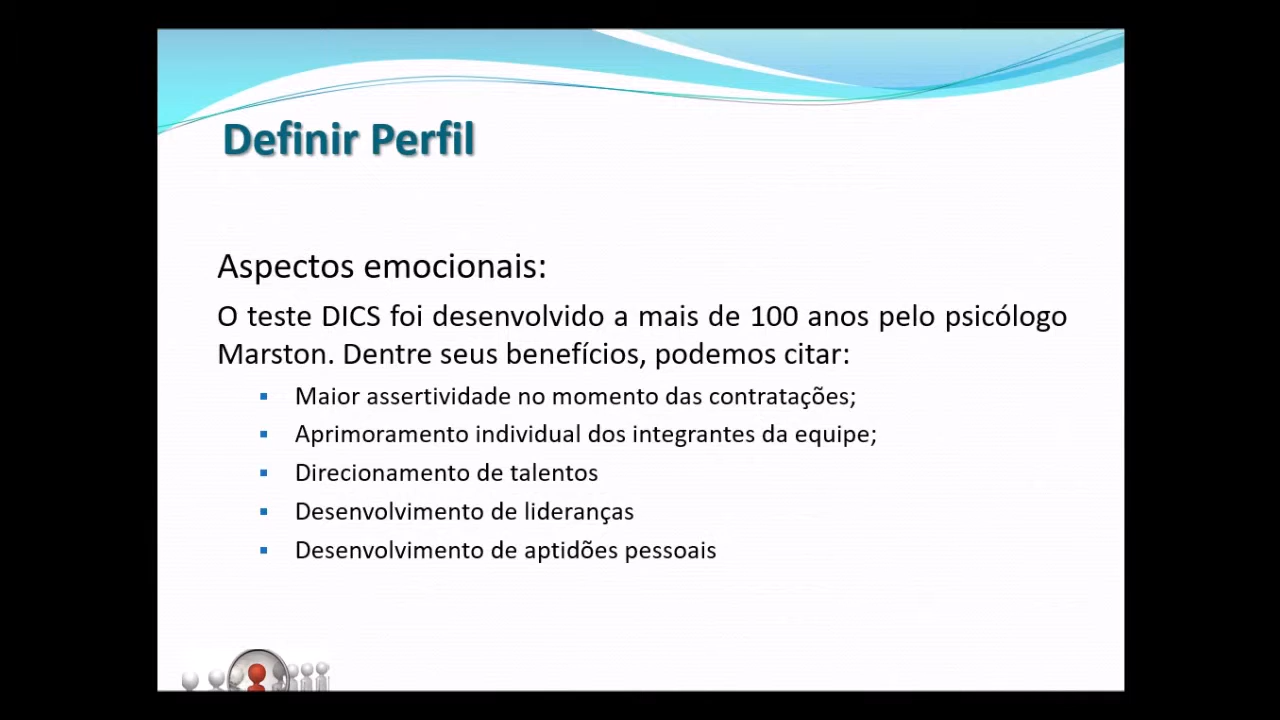 Definir Perfil
Aspectos emocionais:
O teste DICS foi desenvolvido a mais de 100 anos pelo psicólogo
Marston. Dentre seus benefícios, podemos citar:
▪ Maior assertividade no momento das contratações;
▪ Aprimoramento individual dos integrantes da equipe;
▪ Direcionamento de talentos
▪ Desenvolvimento de lideranças
▪ Desenvolvimento de aptidões pessoais